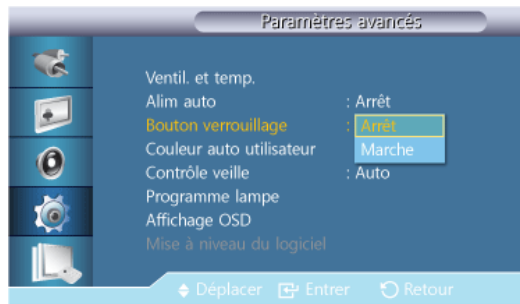 Paramètres avancés
Ventil. et temp.
Alim auto : Arrêt
Bouton verrouillage : Arrêt
Marche
Couleur auto utilisateur
Contrôle veille : Auto
Programme lampe
Affichage OSD
Mise à niveau du logiciel
Déplacer Entrer Retour